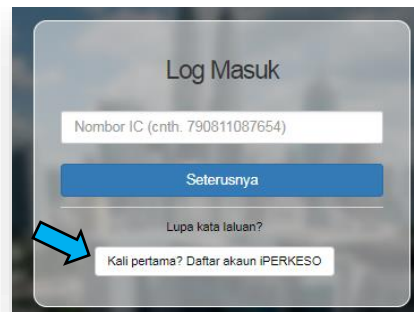 Log Masuk
Nombor IC (cnth. 790811087654)
Seterusnya
Lupa kata laluan?
Kali pertama? Daftar akaun iPERKESO